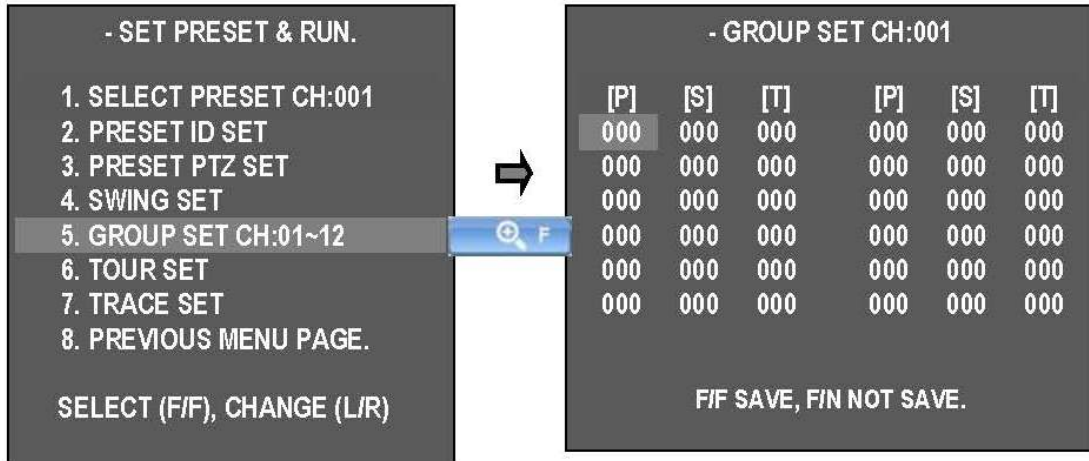 - SET PRESET & RUN.
1. SELECT PRESET CH:001
2. PRESET ID SET
3. PRESET PTZ SET
4. SWING SET
5. GROUP SET CH:01~12
6. TOUR SET
7. TRACE SET
8. PREVIOUS MENU PAGE.
SELECT (F/F), CHANGE (L/R)
F
- GROUP SET CH:001
[P] [S] [T] [P] [S] [T]
000 000 000 000 000 000
000 000 000 000 000 000
000 000 000 000 000 000
000 000 000 000 000 000
000 000 000 000 000 000
000 000 000 000 000 000
F/F SAVE, F/N NOT SAVE.